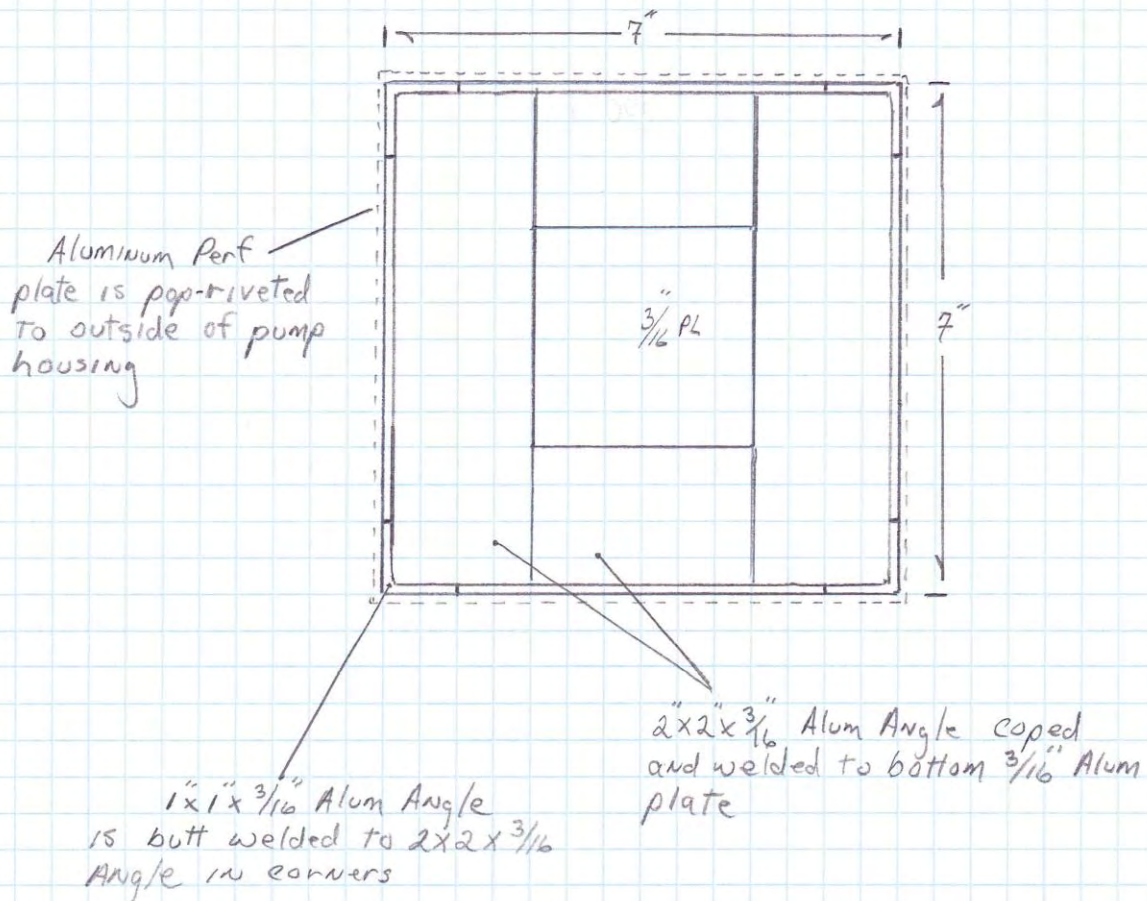 7"
Aluminum Perf
plate is pop-riveted
to outside of pump
housing
3/16" PL
7"
2"x2"x3/16" Alum Angle coped
and welded to bottom 3/16" Alum
plate
1"x1"x3/16" Alum Angle
is butt welded to 2x2x3/16
Angle in corners